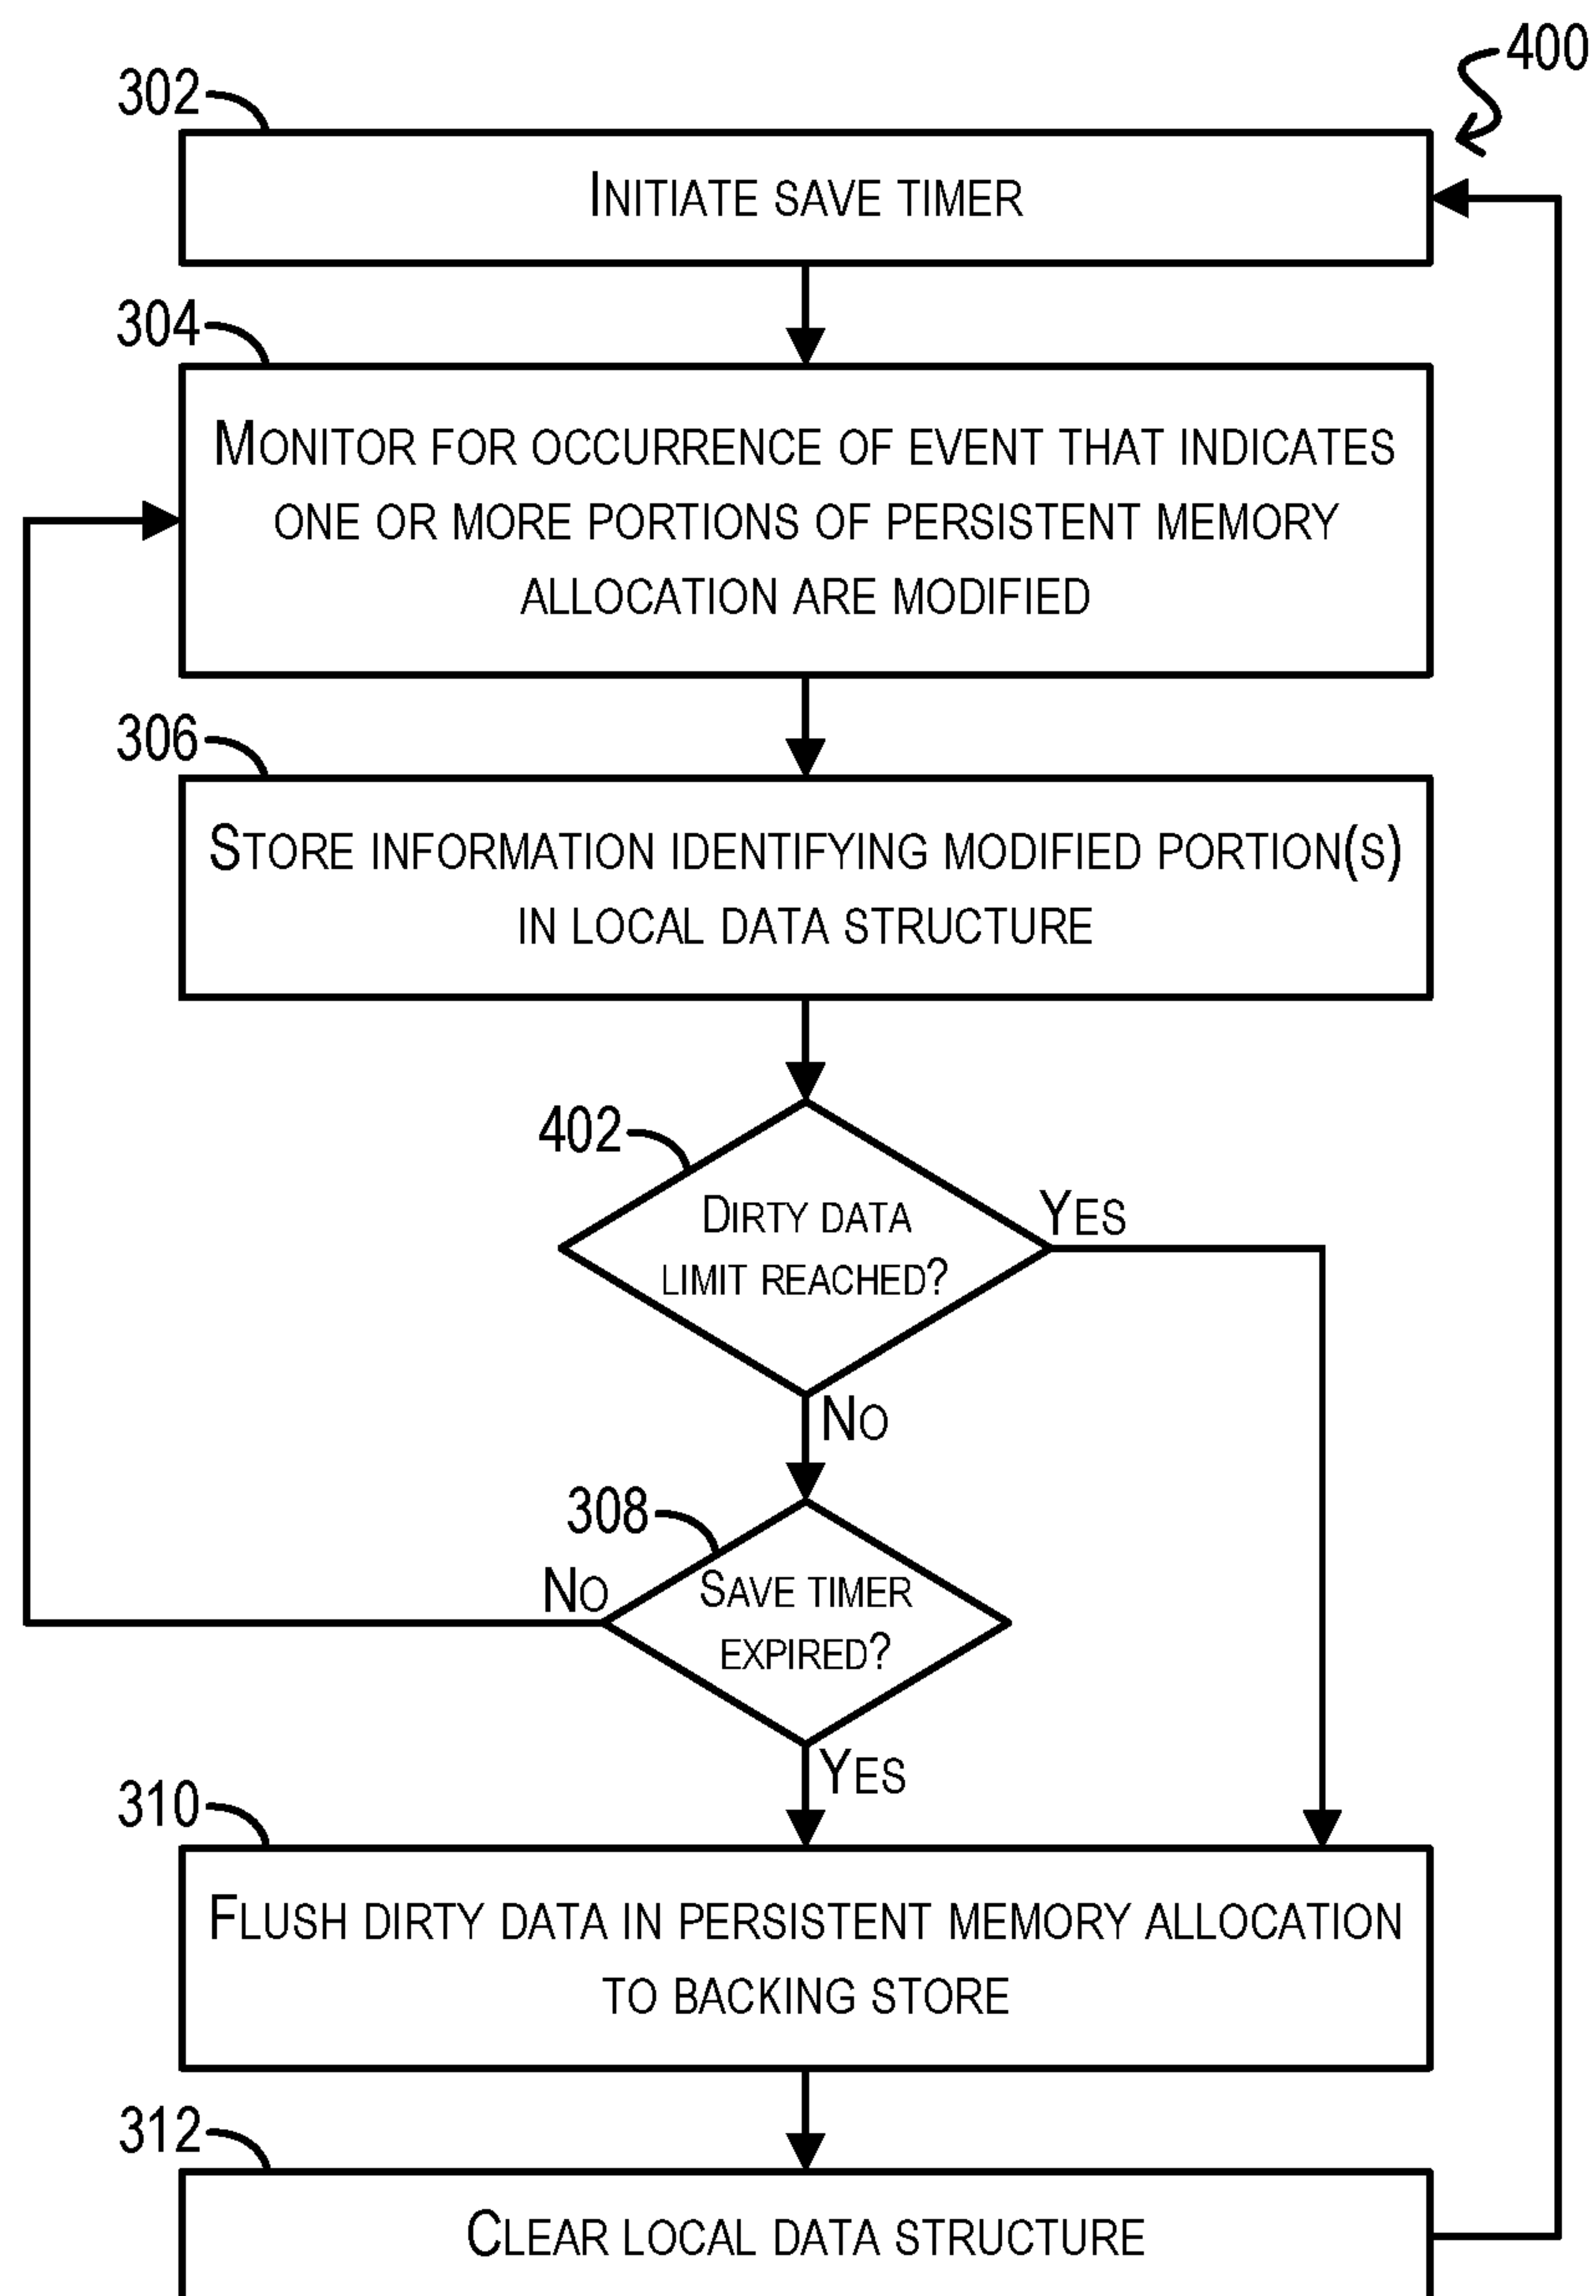 400
302
INITIATE SAVE TIMER
304
MONITOR FOR OCCURRENCE OF EVENT THAT INDICATES
ONE OR MORE PORTIONS OF PERSISTENT MEMORY
ALLOCATION ARE MODIFIED
306
STORE INFORMATION IDENTIFYING MODIFIED PORTION(S)
IN LOCAL DATA STRUCTURE
402
DIRTY DATA
LIMIT REACHED?
YES
NO
308
SAVE TIMER
EXPIRED?
NO
YES
310
FLUSH DIRTY DATA IN PERSISTENT MEMORY ALLOCATION
TO BACKING STORE
312
CLEAR LOCAL DATA STRUCTURE